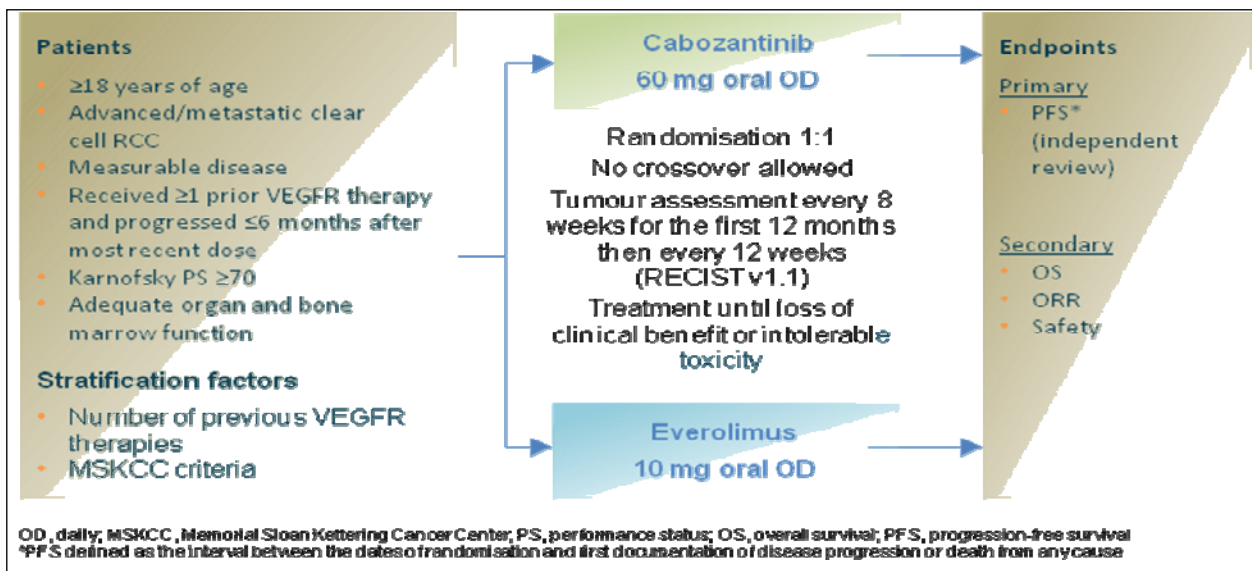 Patients
• ≥18 years of age
• Advanced/metastatic clear
cell RCC
• Measurable disease
• Received ≥1 prior VEGFR therapy
and progressed ≤6 months after
most recent dose
• Karnofsky PS ≥70
• Adequate organ and bone
marrow function
Stratification factors
• Number of previous VEGFR
therapies
• MSKCC criteria
Cabozantinib
60 mg oral OD
Randomisation 1:1
No crossover allowed
Tumour assessment every 8
weeks for the first 12 months
then every 12 weeks
(RECIST v1.1)
Treatment until loss of
clinical benefit or intolerable
toxicity
Everolimus
10 mg oral OD
Endpoints
Primary
• PFS*
(independent
review)
Secondary
• OS
• ORR
• Safety
OD, daily; MSKCC, Memorial Sloan Kettering Cancer Center, PS, performance status; OS, overall survival; PFS, progression-free survival
*PFS defined as the interval between the dates of randomisation and first documentation of disease progression or death from any cause